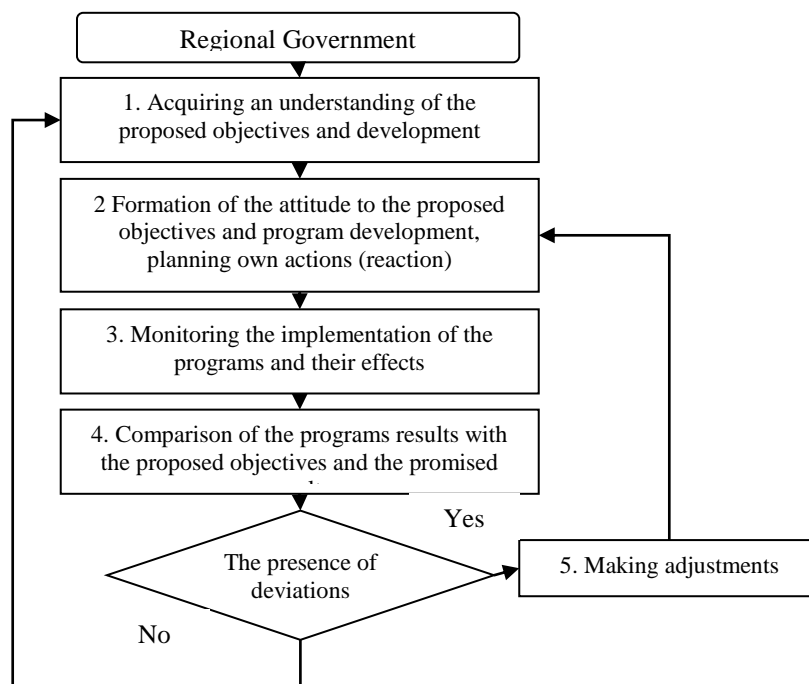 Regional Government
1. Acquiring an understanding of the
proposed objectives and development
2 Formation of the attitude to the proposed
objectives and program development,
planning own actions (reaction)
3. Monitoring the implementation of the
programs and their effects
4. Comparison of the programs results with
the proposed objectives and the promised
Yes
The presence of
deviations
5. Making adjustments
No